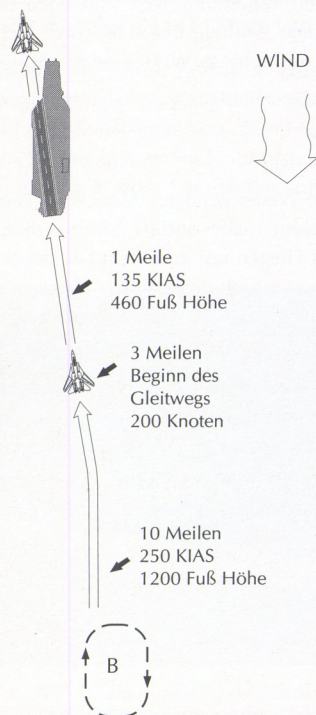 WIND
1 Meile
135 KIAS
460 Fuß Höhe
3 Meilen
Beginn des
Gleitwegs
200 Knoten
10 Meilen
250 KIAS
1200 Fuß Höhe
B